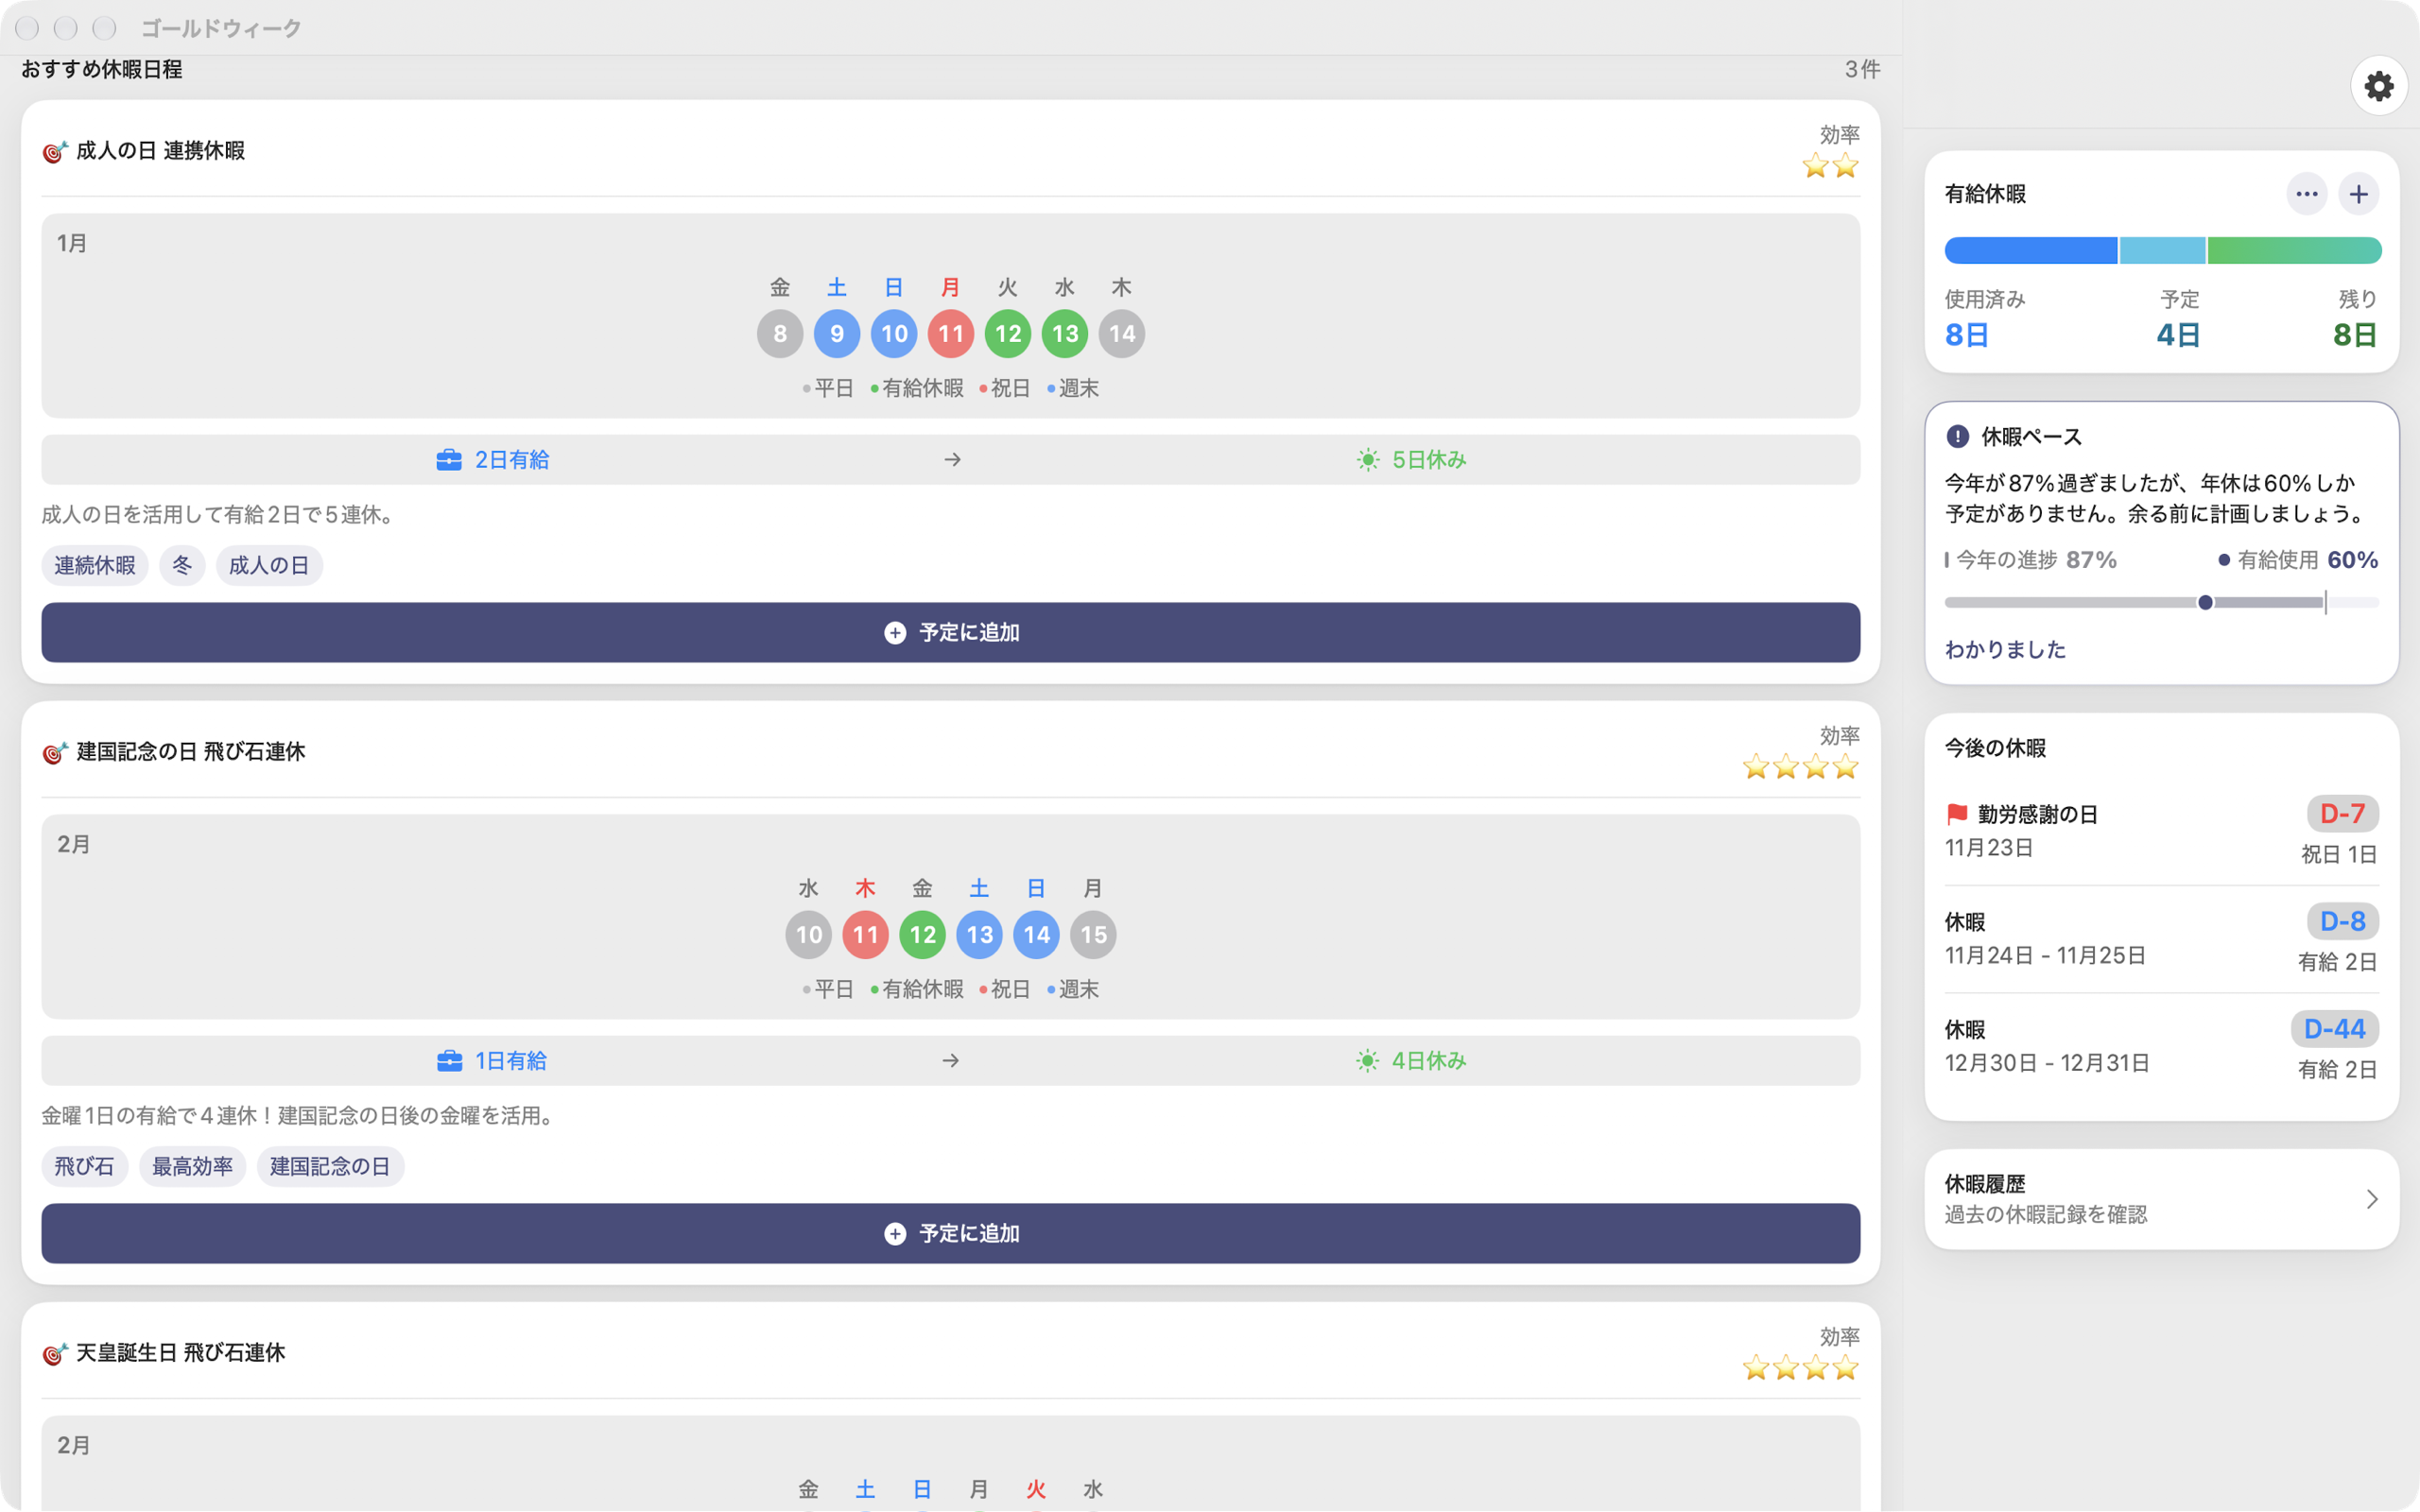 ゴールドウィーク
おすすめ休暇日程
3件
成人の日 連携休暇
効率
1月
金 土 日 月 火 水 木
8 9 10 11 12 13 14
平日 有給休暇 祝日 週末
2日有給 → 5日休み
成人の日を活用して有給2日で5連休。
連続休暇 冬 成人の日
予定に追加
建国記念の日 飛び石連休
効率
2月
水 木 金 土 日 月
10 11 12 13 14 15
平日 有給休暇 祝日 週末
1日有給 → 4日休み
金曜1日の有給で4連休！建国記念の日後の金曜を活用。
飛び石 最高効率 建国記念の日
予定に追加
天皇誕生日 飛び石連休
効率
2月
金 土 日 月 火 水
有給休暇
使用済み 予定 残り
8日 4日 8日
休暇ペース
今年が87%過ぎましたが、年休は60%しか
予定がありません。余る前に計画しましょう。
今年の進捗 87% 有給使用 60%
わかりました
今後の休暇
勤労感謝の日 D-7
11月23日 祝日 1日
休暇 D-8
11月24日 - 11月25日 有給 2日
休暇 D-44
12月30日 - 12月31日 有給 2日
休暇履歴
過去の休暇記録を確認